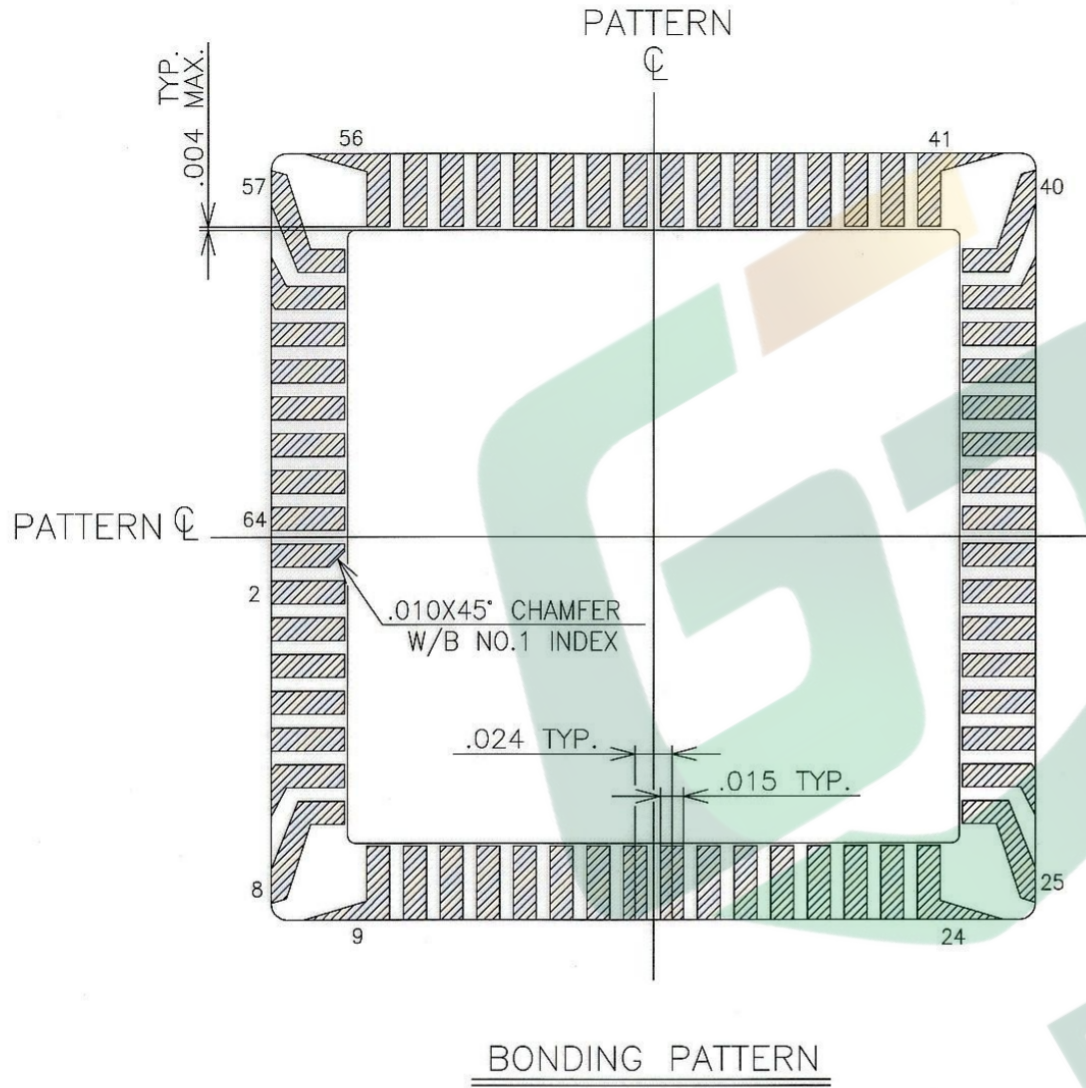 PATTERN
℄
TYP.
.004 MAX.
56
41
57
40
64
PATTERN ℄
2
.010X45° CHAMFER
W/B NO.1 INDEX
.024 TYP.
.015 TYP.
8
25
9
24
BONDING PATTERN